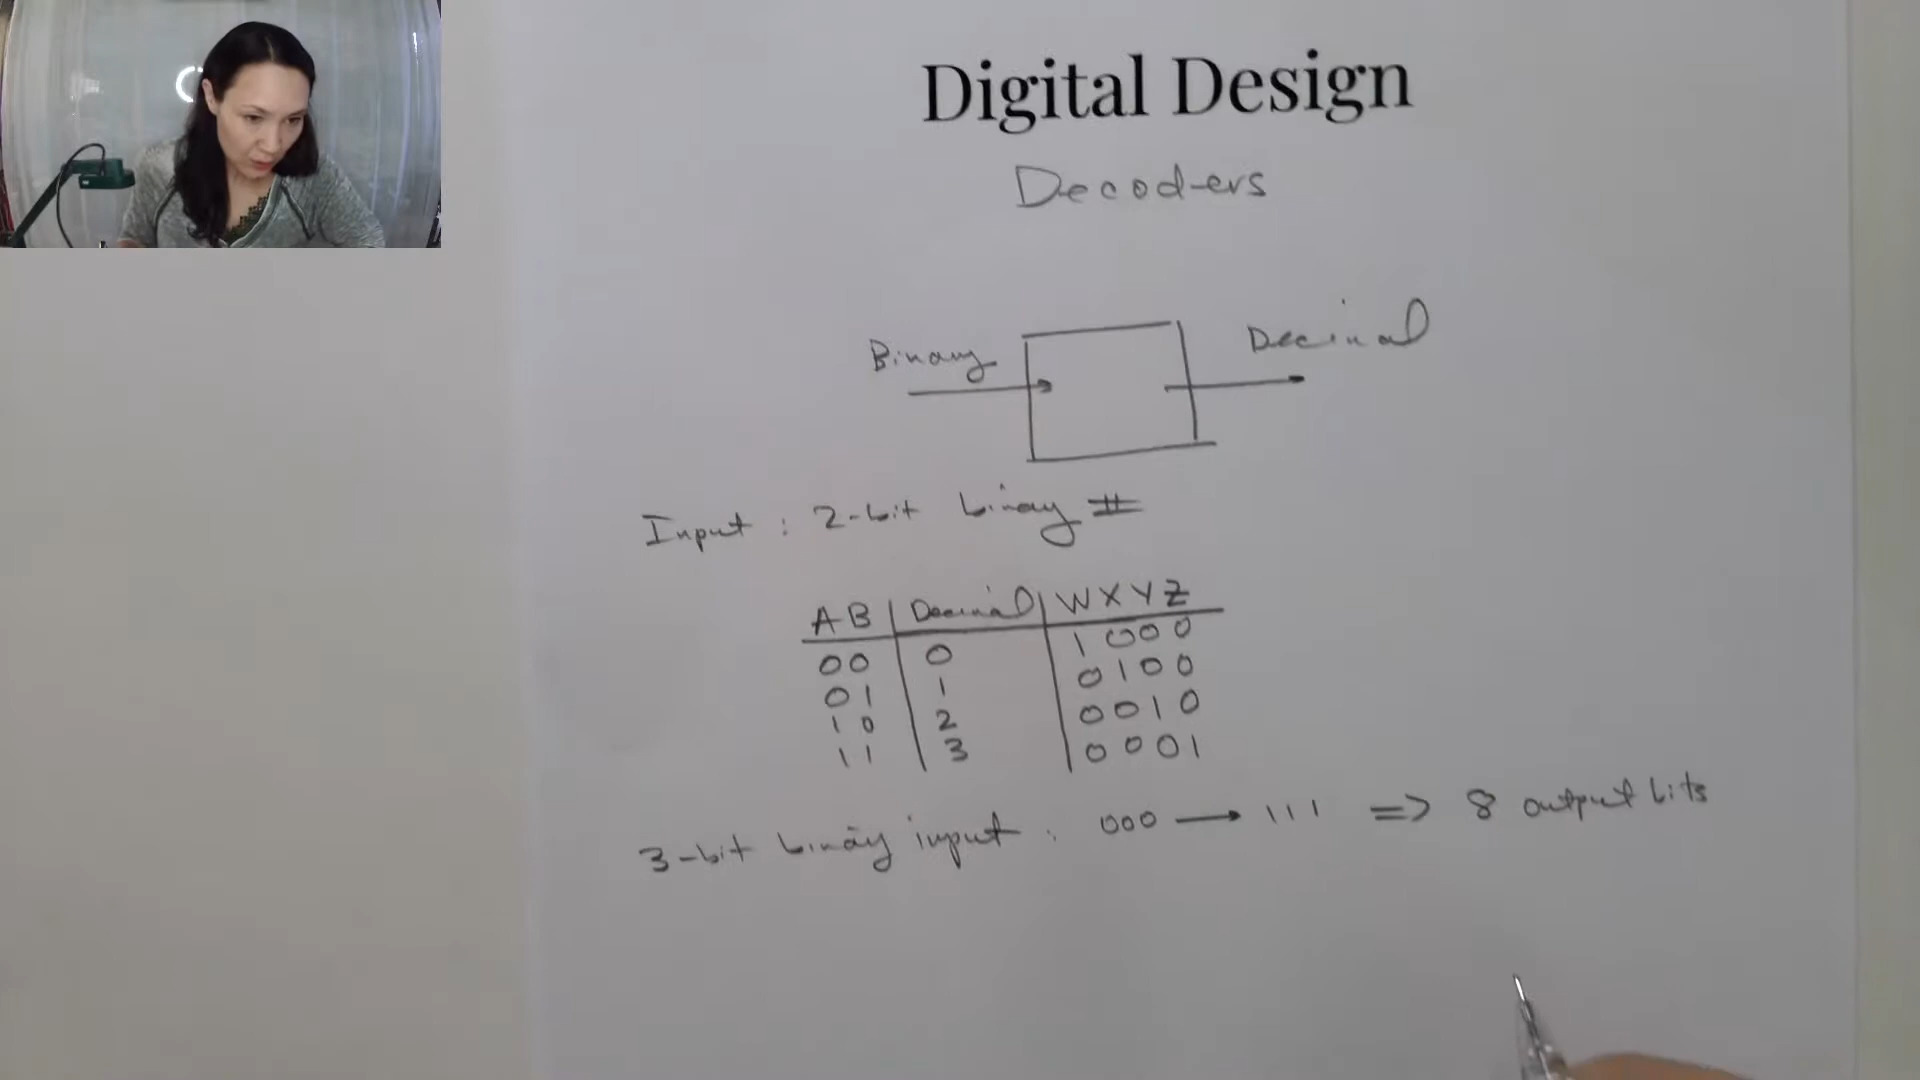 Digital Design
Decoders
Binary
Decimal
Input : 2-bit binary #
A B | Decimal | W X Y Z
0 0 | 0 | 1 0 0 0
0 1 | 1 | 0 1 0 0
1 0 | 2 | 0 0 1 0
1 1 | 3 | 0 0 0 1
3-bit binary input : 000 → 111 => 8 output bits